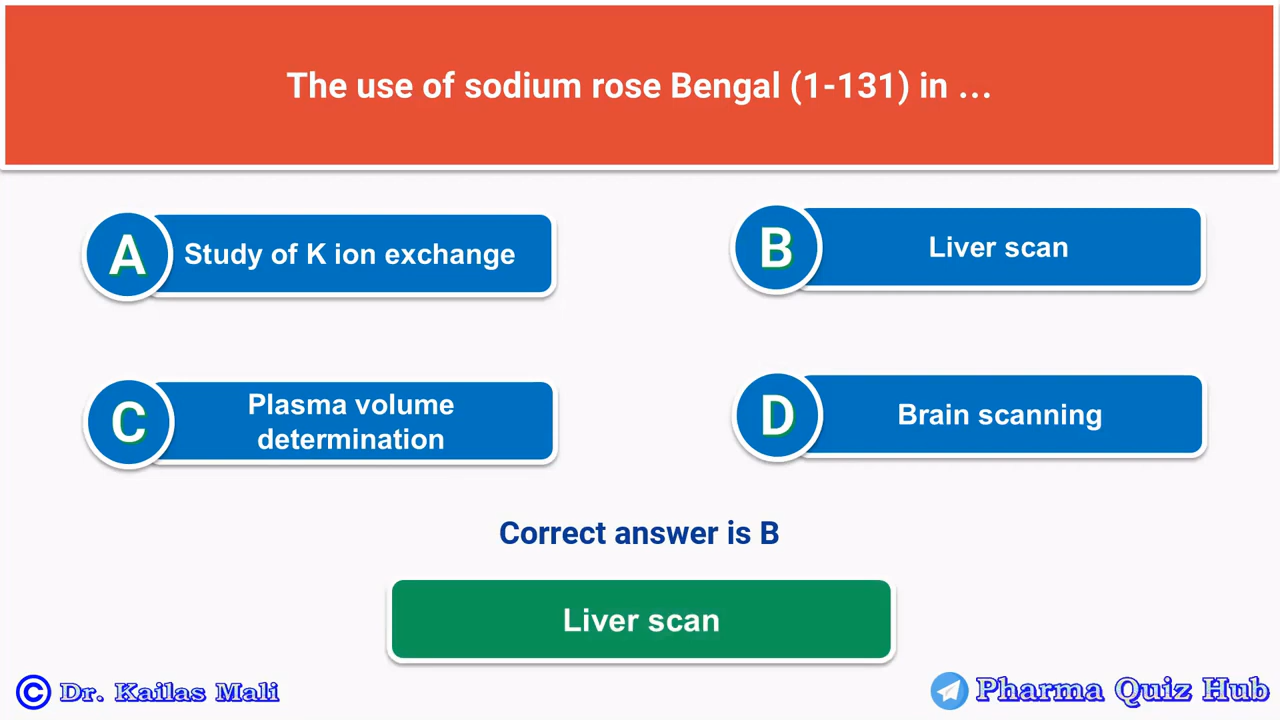 The use of sodium rose Bengal (1-131) in ...
A Study of K ion exchange
B Liver scan
C Plasma volume
determination
D Brain scanning
Correct answer is B
Liver scan
© Dr. Kailas Mali
Pharma Quiz Hub